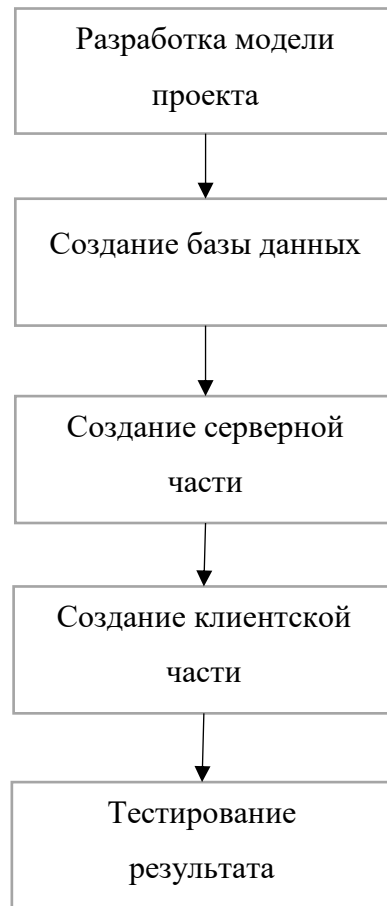 Разработка модели
проекта
Создание базы данных
Создание серверной
части
Создание клиентской
части
Тестирование
результата